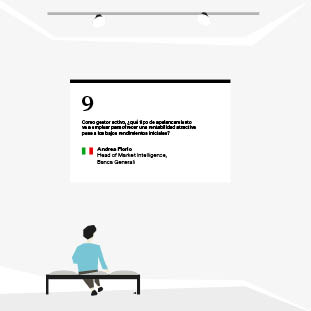 9
Como gestor activo, ¿qué tipo de apalancamiento
va a emplear para ofrecer una rentabilidad atractiva
pese a los bajos rendimientos iniciales?
Andrea Florio
Head of Market Intelligence,
Banca Generali